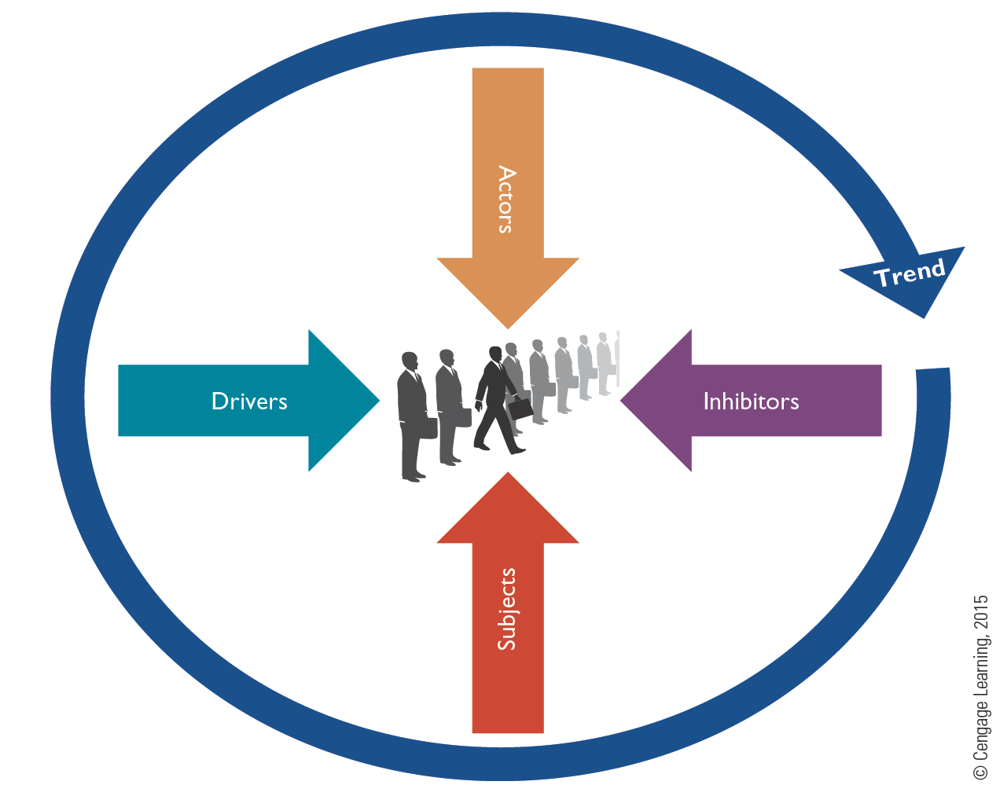 Actors
Trend
Drivers
Inhibitors
Subjects
© Cengage Learning, 2015